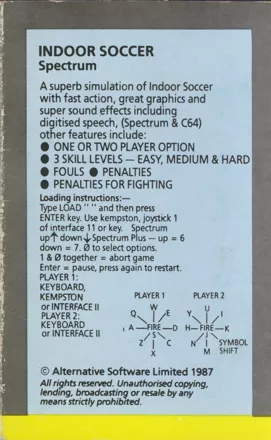 INDOOR SOCCER
Spectrum
A superb simulation of Indoor Soccer
with fast action, great graphics and
super sound effects including
digitised speech, (Spectrum & C64)
other features include:
● ONE OR TWO PLAYER OPTION
● 3 SKILL LEVELS — EASY, MEDIUM & HARD
● FOULS ● PENALTIES
● PENALTIES FOR FIGHTING
Loading instructions:—
Type LOAD " " and then press
ENTER key. Use kempston, joystick 1
of interface 11 or key. Spectrum
up↑ down↓ Spectrum Plus — up = 6
down = 7. 0 to select options.
1 & 0 together = abort game
Enter = pause, press again to restart.
PLAYER 1:
KEYBOARD,
KEMPSTON
or INTERFACE II
PLAYER 2:
KEYBOARD
or INTERFACE II
PLAYER 1
W
Q E
A—FIRE—D
Z C
X
PLAYER 2
U
Y I
H—FIRE—K
N SYMBOL
M SHIFT
© Alternative Software Limited 1987
All rights reserved. Unauthorised copying,
lending, broadcasting or resale by any
means strictly prohibited.